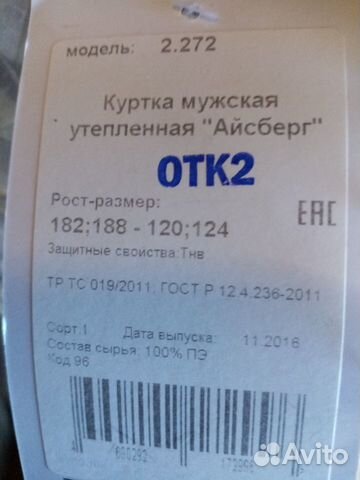 модель: 2.272
Куртка мужская
утепленная "Айсберг"
ОТК2
Рост-размер:
182;188 - 120;124
EAC
Защитные свойства:Тнв
ТР ТС 019/2011, ГОСТ Р 12.4.236-2011
Сорт:1 Дата выпуска: 11.2016
Состав сырья: 100% ПЭ
Код 96
4
Avito